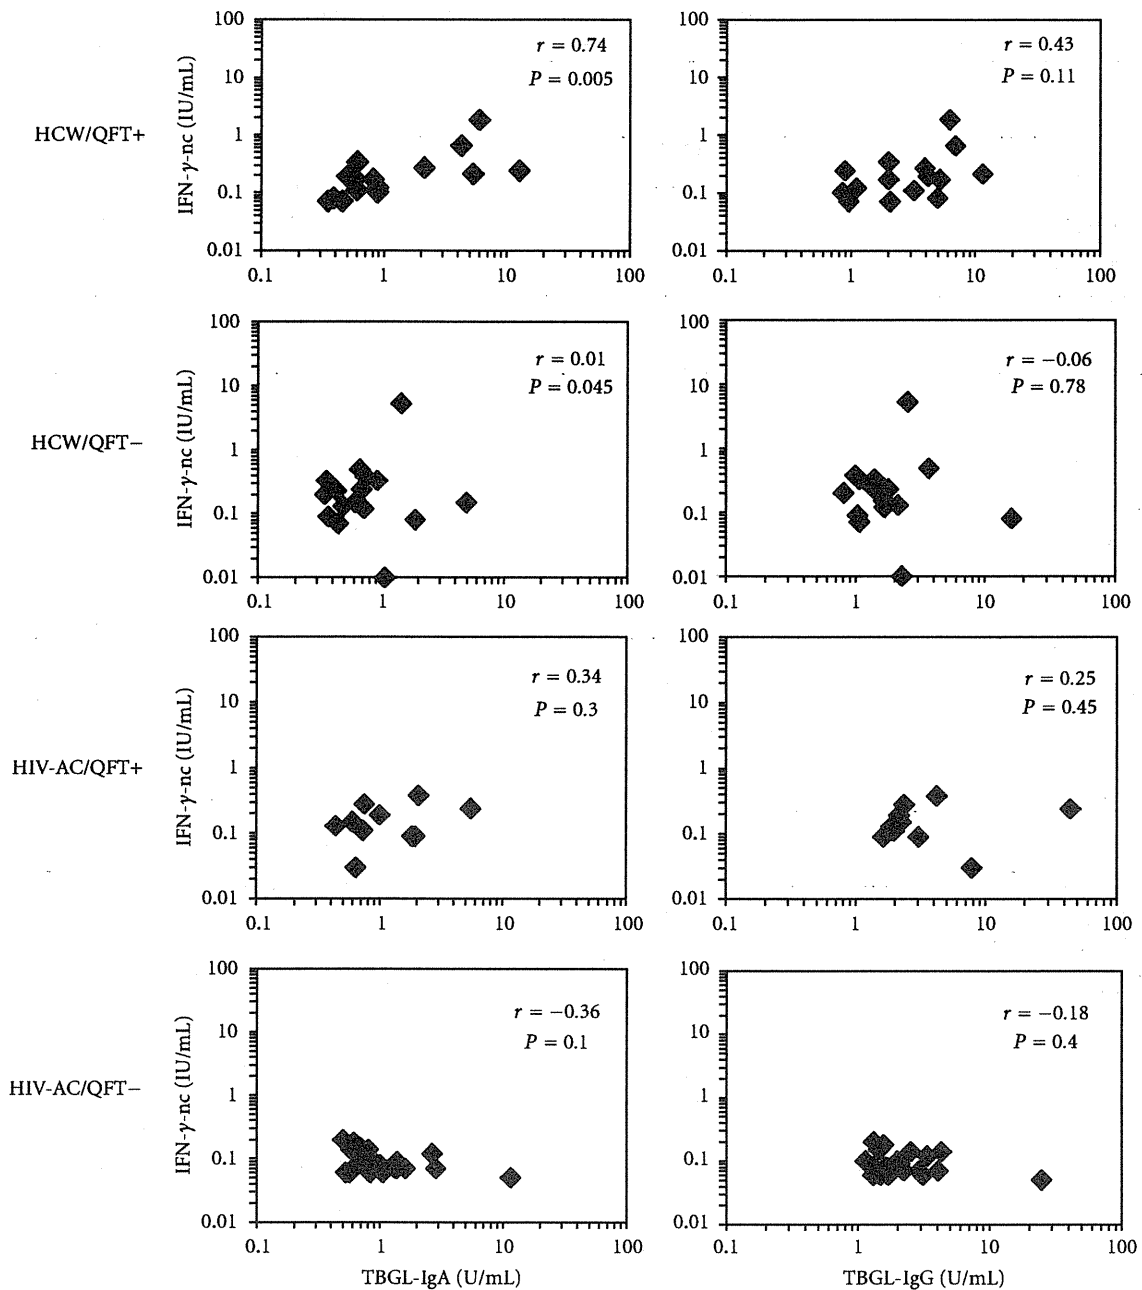 HCW/QFT+
IFN-γ-nc (IU/mL)
100
10
1
0.1
0.01
r = 0.74
P = 0.005
0.1 1 10 100
100
10
1
0.1
0.01
r = 0.43
P = 0.11
0.1 1 10 100
HCW/QFT−
IFN-γ-nc (IU/mL)
100
10
1
0.1
0.01
r = 0.01
P = 0.045
0.1 1 10 100
100
10
1
0.1
0.01
r = −0.06
P = 0.78
0.1 1 10 100
HIV-AC/QFT+
IFN-γ-nc (IU/mL)
100
10
1
0.1
0.01
r = 0.34
P = 0.3
0.1 1 10 100
100
10
1
0.1
0.01
r = 0.25
P = 0.45
0.1 1 10 100
HIV-AC/QFT−
IFN-γ-nc (IU/mL)
100
10
1
0.1
0.01
r = −0.36
P = 0.1
0.1 1 10 100
TBGL-IgA (U/mL)
100
10
1
0.1
0.01
r = −0.18
P = 0.4
0.1 1 10 100
TBGL-IgG (U/mL)